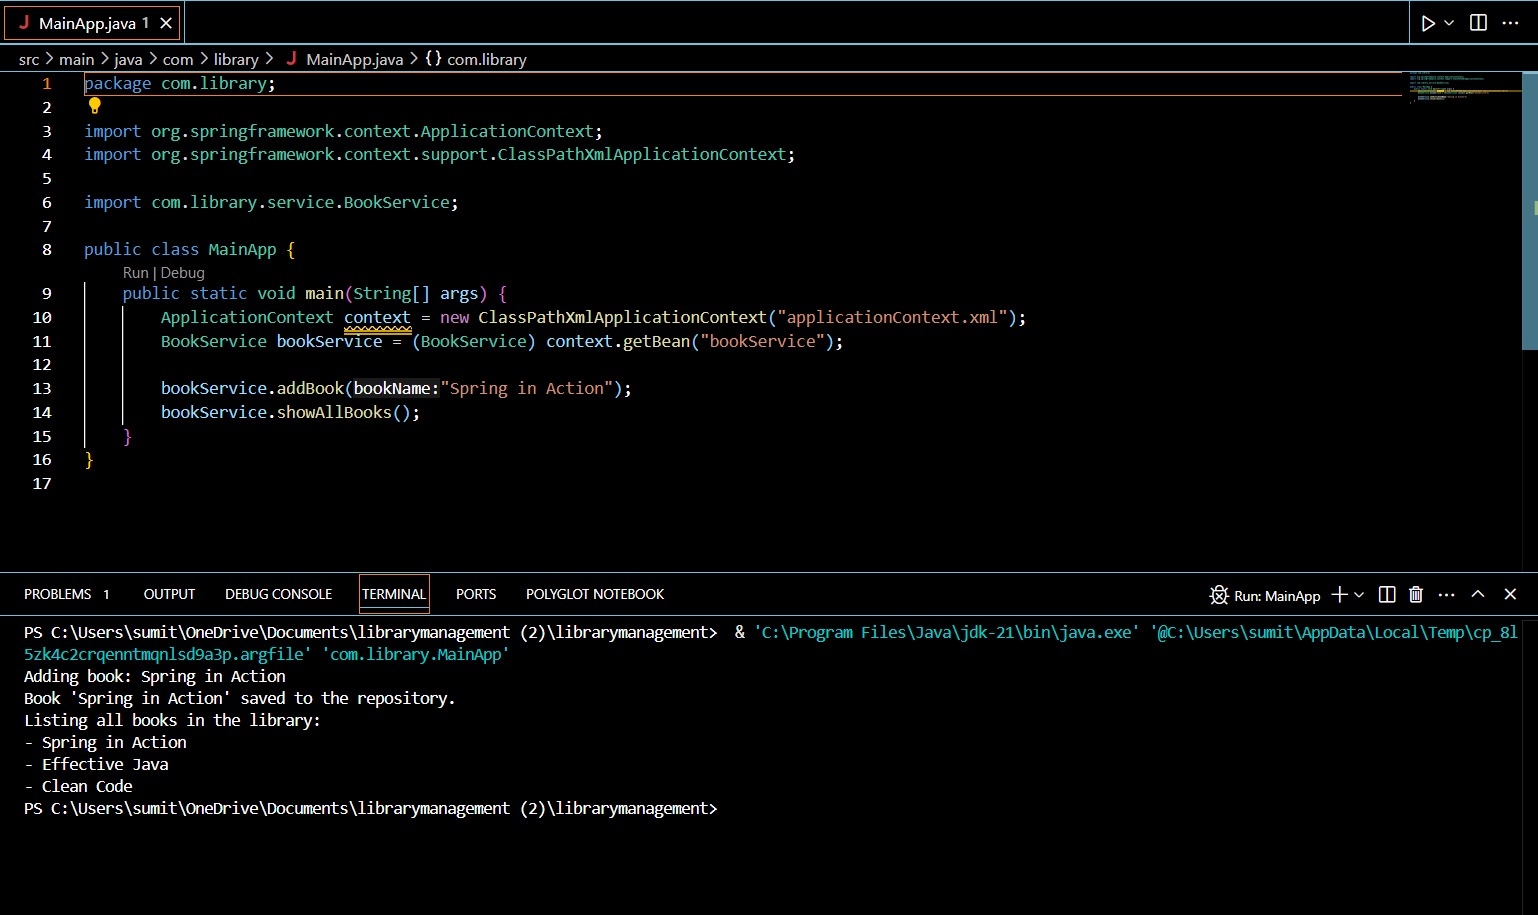 J MainApp.java 1
src > main > java > com > library > J MainApp.java > {} com.library
1 package com.library;
2
3 import org.springframework.context.ApplicationContext;
4 import org.springframework.context.support.ClassPathXmlApplicationContext;
5
6 import com.library.service.BookService;
7
8 public class MainApp {
Run | Debug
9 public static void main(String[] args) {
10 ApplicationContext context = new ClassPathXmlApplicationContext("applicationContext.xml");
11 BookService bookService = (BookService) context.getBean("bookService");
12
13 bookService.addBook(bookName:"Spring in Action");
14 bookService.showAllBooks();
15 }
16 }
17
PROBLEMS 1 OUTPUT DEBUG CONSOLE TERMINAL PORTS POLYGLOT NOTEBOOK Run: MainApp
PS C:\Users\sumit\OneDrive\Documents\librarymanagement (2)\librarymanagement> & 'C:\Program Files\Java\jdk-21\bin\java.exe' '@C:\Users\sumit\AppData\Local\Temp\cp_8l
5zk4c2crqenntmqnlsd9a3p.argfile' 'com.library.MainApp'
Adding book: Spring in Action
Book 'Spring in Action' saved to the repository.
Listing all books in the library:
- Spring in Action
- Effective Java
- Clean Code
PS C:\Users\sumit\OneDrive\Documents\librarymanagement (2)\librarymanagement>